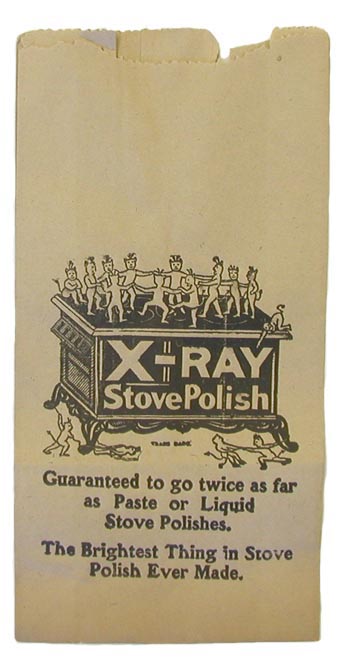 X-RAY
Stove Polish
TRADE MARK
Guaranteed to go twice as far
as Paste or Liquid
Stove Polishes.
The Brightest Thing in Stove
Polish Ever Made.